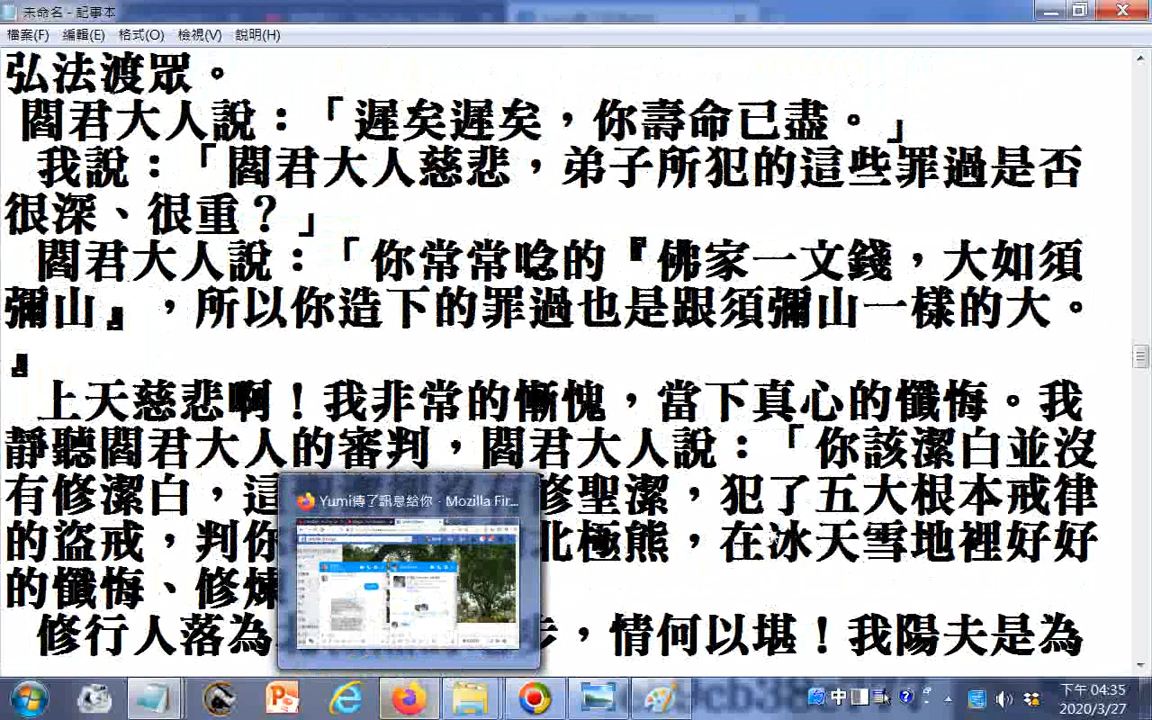 未命名 - 記事本
檔案(F) 編輯(E) 格式(O) 檢視(V) 說明(H)
弘法渡眾。
閻君大人說：「遲矣遲矣，你壽命已盡。」
我說：「閻君大人慈悲，弟子所犯的這些罪過是否
很深、很重？」
閻君大人說：「你常常唸的『佛家一文錢，大如須
彌山』，所以你造下的罪過也是跟須彌山一樣的大。
』
上天慈悲啊！我非常的慚愧，當下真心的懺悔。我
靜聽閻君大人的審判，閻君大人說：「你該潔白並沒
有修潔白，這 修聖潔，犯了五大根本戒律
的盜戒，判你 北極熊，在冰天雪地裡好好
的懺悔、修煉
修行人落為 步，情何以堪！我陽夫是為
Yumi傳了訊息給你 - Mozilla Fir...
中
下午 04:35
2020/3/27